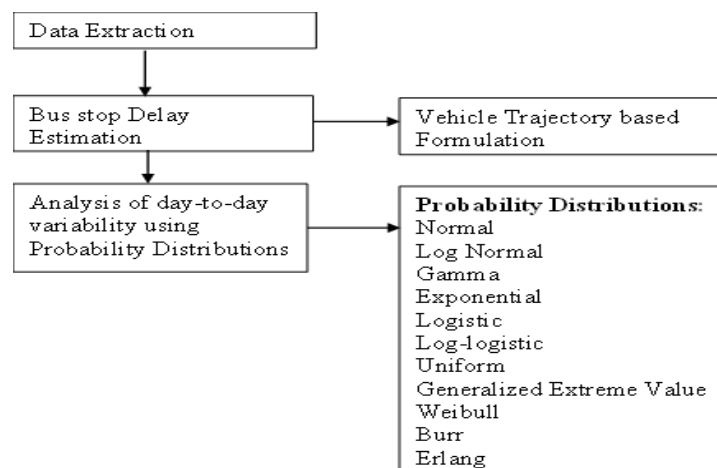 Data Extraction
Bus stop Delay
Estimation
Vehicle Trajectory based
Formulation
Analysis of day-to-day
variability using
Probability Distributions
Probability Distributions:
Normal
Log Normal
Gamma
Exponential
Logistic
Log-logistic
Uniform
Generalized Extreme Value
Weibull
Burr
Erlang